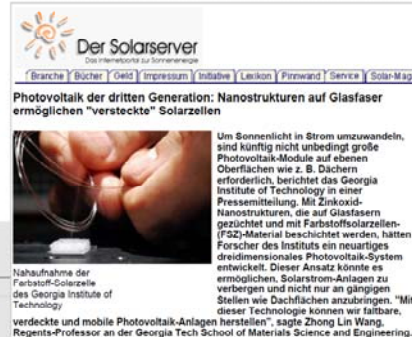 Der Solarserver
Das Internetportal zur Sonnenenergie
Branche Bücher Geld Impressum Initiative Lexikon Pinnwand Service Solar-Mag
Photovoltaik der dritten Generation: Nanostrukturen auf Glasfaser
ermöglichen "versteckte" Solarzellen
Um Sonnenlicht in Strom umzuwandeln,
sind künftig nicht unbedingt große
Photovoltaik-Module auf ebenen
Oberflächen wie z. B. Dächern
erforderlich, berichtet das Georgia
Institute of Technology in einer
Pressemitteilung. Mit Zinkoxid-
Nanostrukturen, die auf Glasfasern
gezüchtet und mit Farbstoffsolarzellen-
(FSZ)-Material beschichtet werden, hätten
Forscher des Instituts ein neuartiges
dreidimensionales Photovoltaik-System
entwickelt. Dieser Ansatz könnte es
ermöglichen, Solarstrom-Anlagen zu
verbergen und nicht nur an gängigen
Stellen wie Dachflächen anzubringen. "Mit
dieser Technologie können wir faltbare,
Nahaufnahme der
Farbstoff-Solarzelle
des Georgia Institute of
Technology
verdeckte und mobile Photovoltaik-Anlagen herstellen", sagte Zhong Lin Wang,
Regents-Professor an der Georgia Tech School of Materials Science and Engineering.